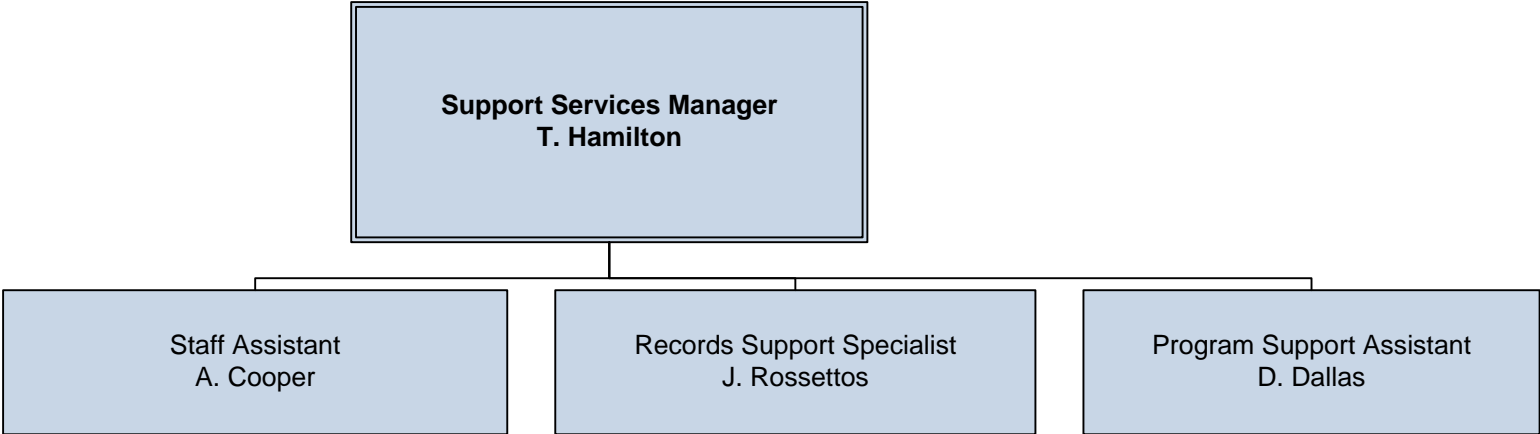 Support Services Manager
T. Hamilton
Staff Assistant
A. Cooper
Records Support Specialist
J. Rossettos
Program Support Assistant
D. Dallas